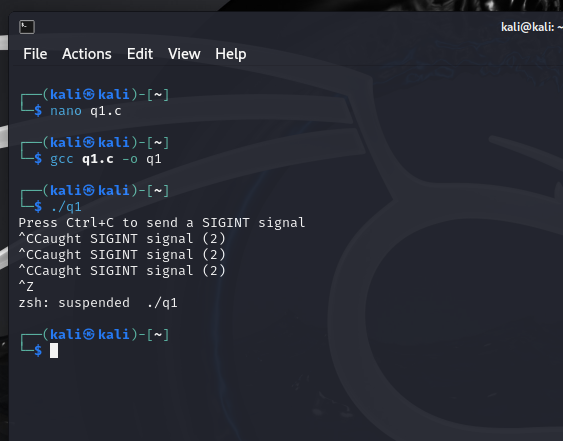 kali@kali: ~
File Actions Edit View Help
┌──(kali㉿kali)-[~]
└─$ nano q1.c
┌──(kali㉿kali)-[~]
└─$ gcc q1.c -o q1
┌──(kali㉿kali)-[~]
└─$ ./q1
Press Ctrl+C to send a SIGINT signal
^CCaught SIGINT signal (2)
^CCaught SIGINT signal (2)
^CCaught SIGINT signal (2)
^Z
zsh: suspended  ./q1
┌──(kali㉿kali)-[~]
└─$